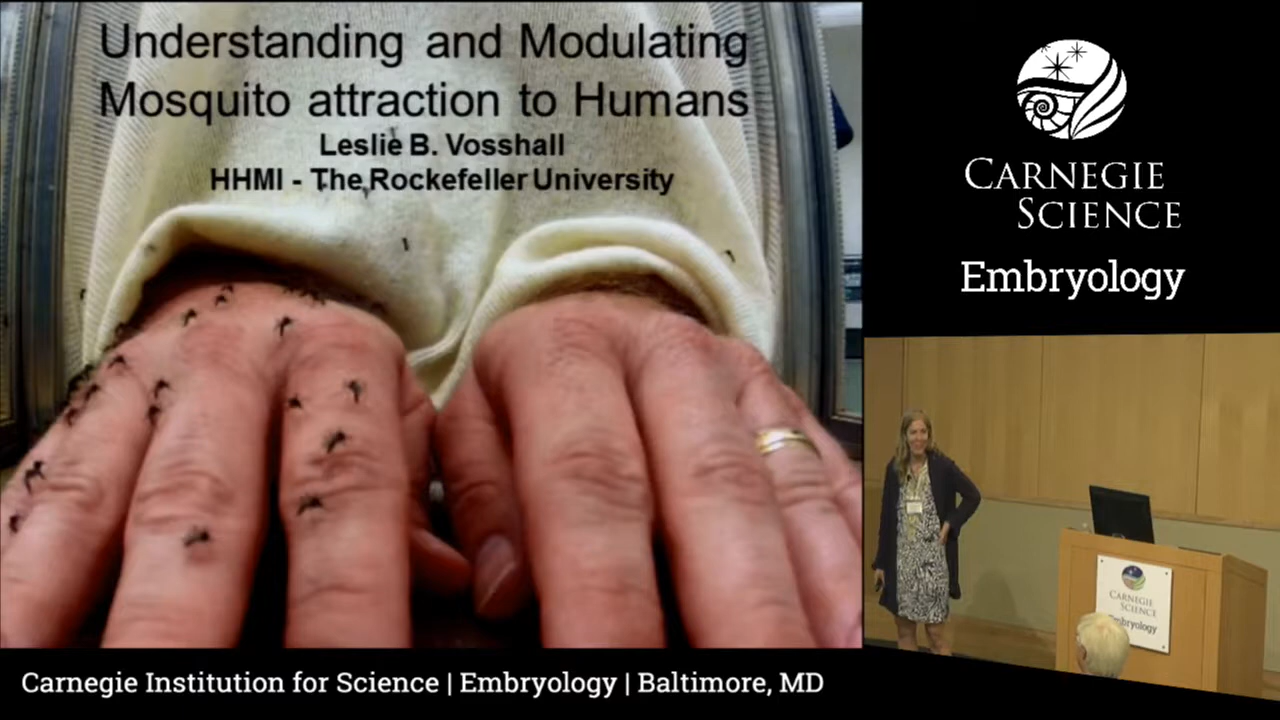 Understanding and Modulating
Mosquito attraction to Humans
Leslie B. Vosshall
HHMI - The Rockefeller University
CARNEGIE
SCIENCE
Embryology
CARNEGIE
SCIENCE
Embryology
Carnegie Institution for Science | Embryology | Baltimore, MD